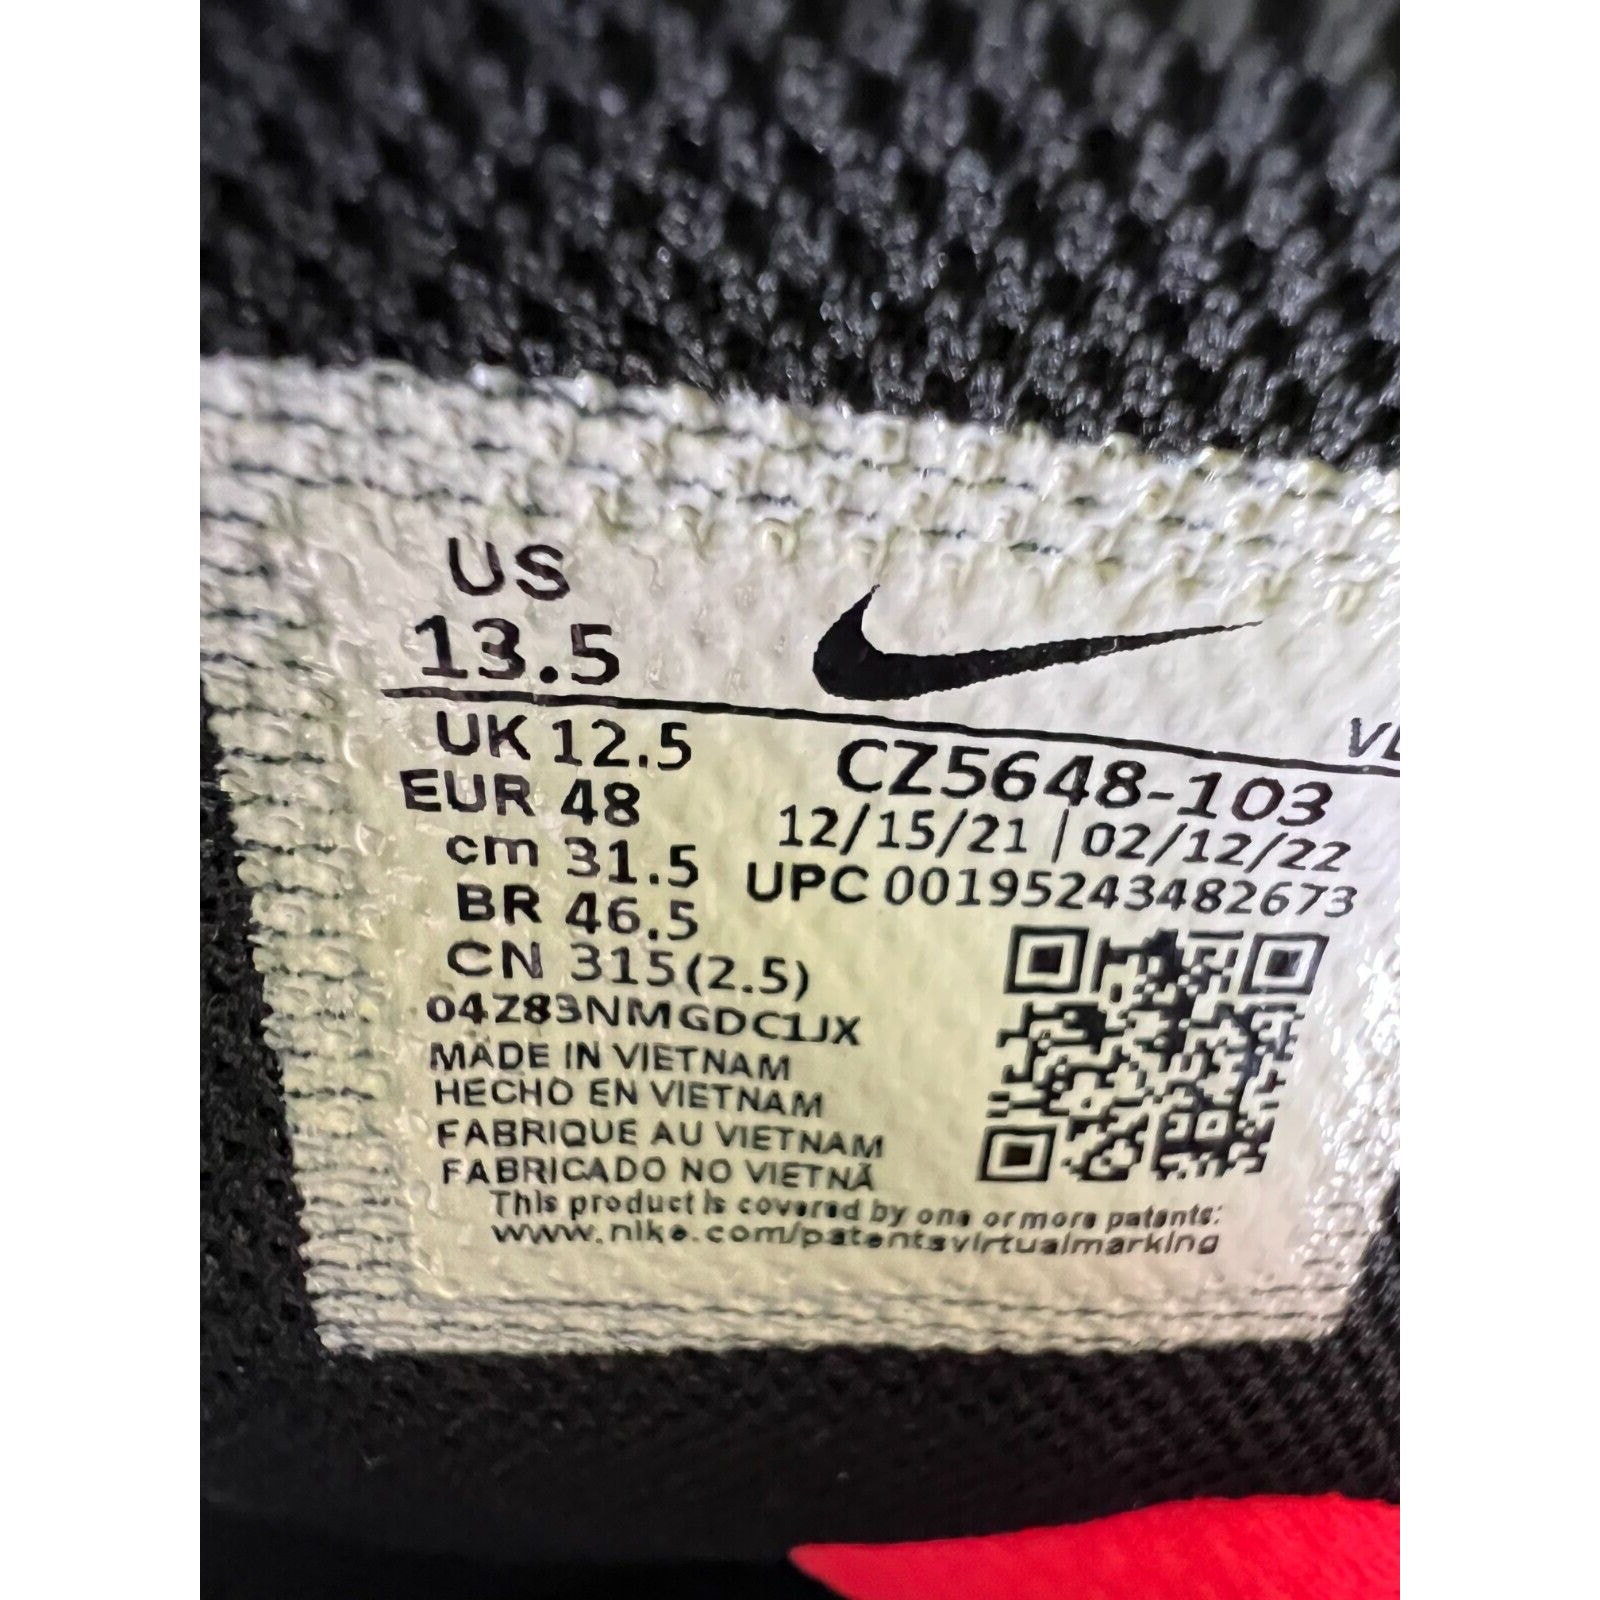 US
13.5
UK 12.5
EUR 48
cm 31.5
BR 46.5
CN 315(2.5)
04Z83NMGDC1JX
MADE IN VIETNAM
HECHO EN VIETNAM
FABRIQUE AU VIETNAM
FABRICADO NO VIETNÃ
This product is covered by one or more patents:
www.nike.com/patentsvirtualmarking
CZ5648-103
12/15/21 | 02/12/22
UPC 00195243482673